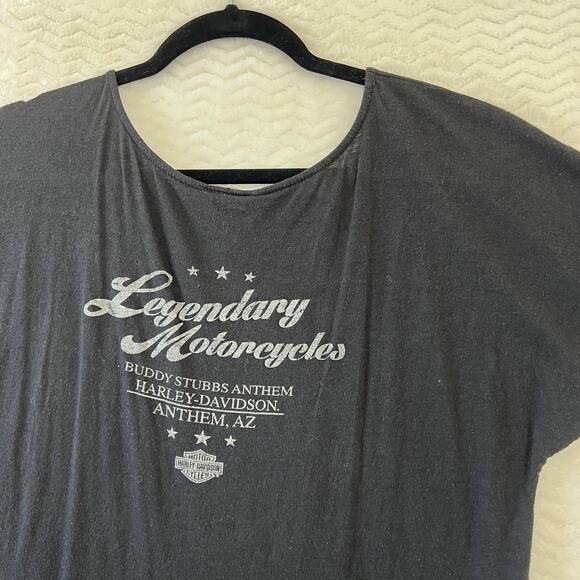 Legendary
Motorcycles
BUDDY STUBBS ANTHEM
HARLEY-DAVIDSON.
ANTHEM, AZ
MOTOR
HARLEY-DAVIDSON
CYCLES